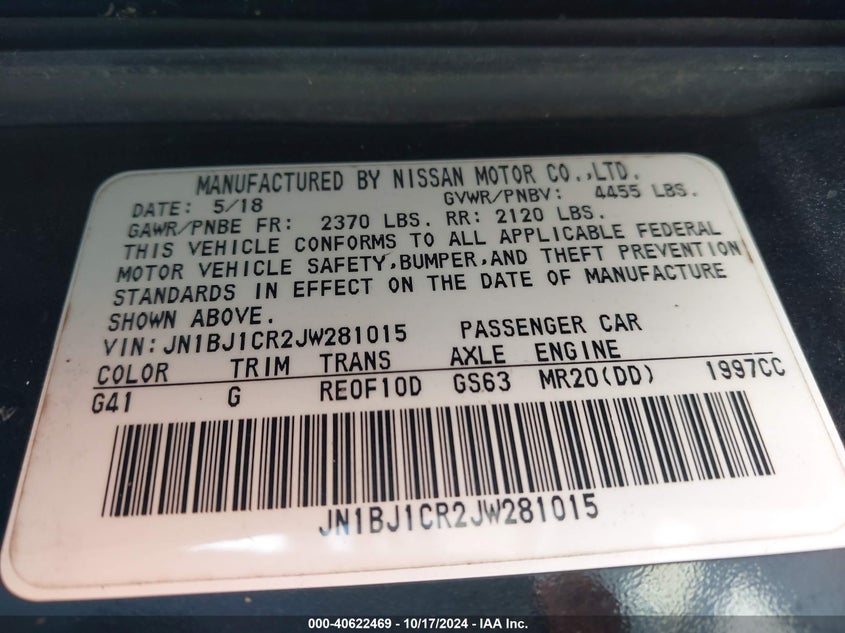 MANUFACTURED BY NISSAN MOTOR CO.,LTD.
DATE: 5/18 GVWR/PNBV: 4455 LBS.
GAWR/PNBE FR: 2370 LBS. RR: 2120 LBS.
THIS VEHICLE CONFORMS TO ALL APPLICABLE FEDERAL
MOTOR VEHICLE SAFETY,BUMPER,AND THEFT PREVENTION
STANDARDS IN EFFECT ON THE DATE OF MANUFACTURE
SHOWN ABOVE.
VIN:JN1BJ1CR2JW281015 PASSENGER CAR
COLOR TRIM TRANS AXLE ENGINE
G41 G RE0F10D GS63 MR20(DD) 1997CC
JN1BJ1CR2JW281015
000-40622469 - 10/17/2024 - IAA Inc.